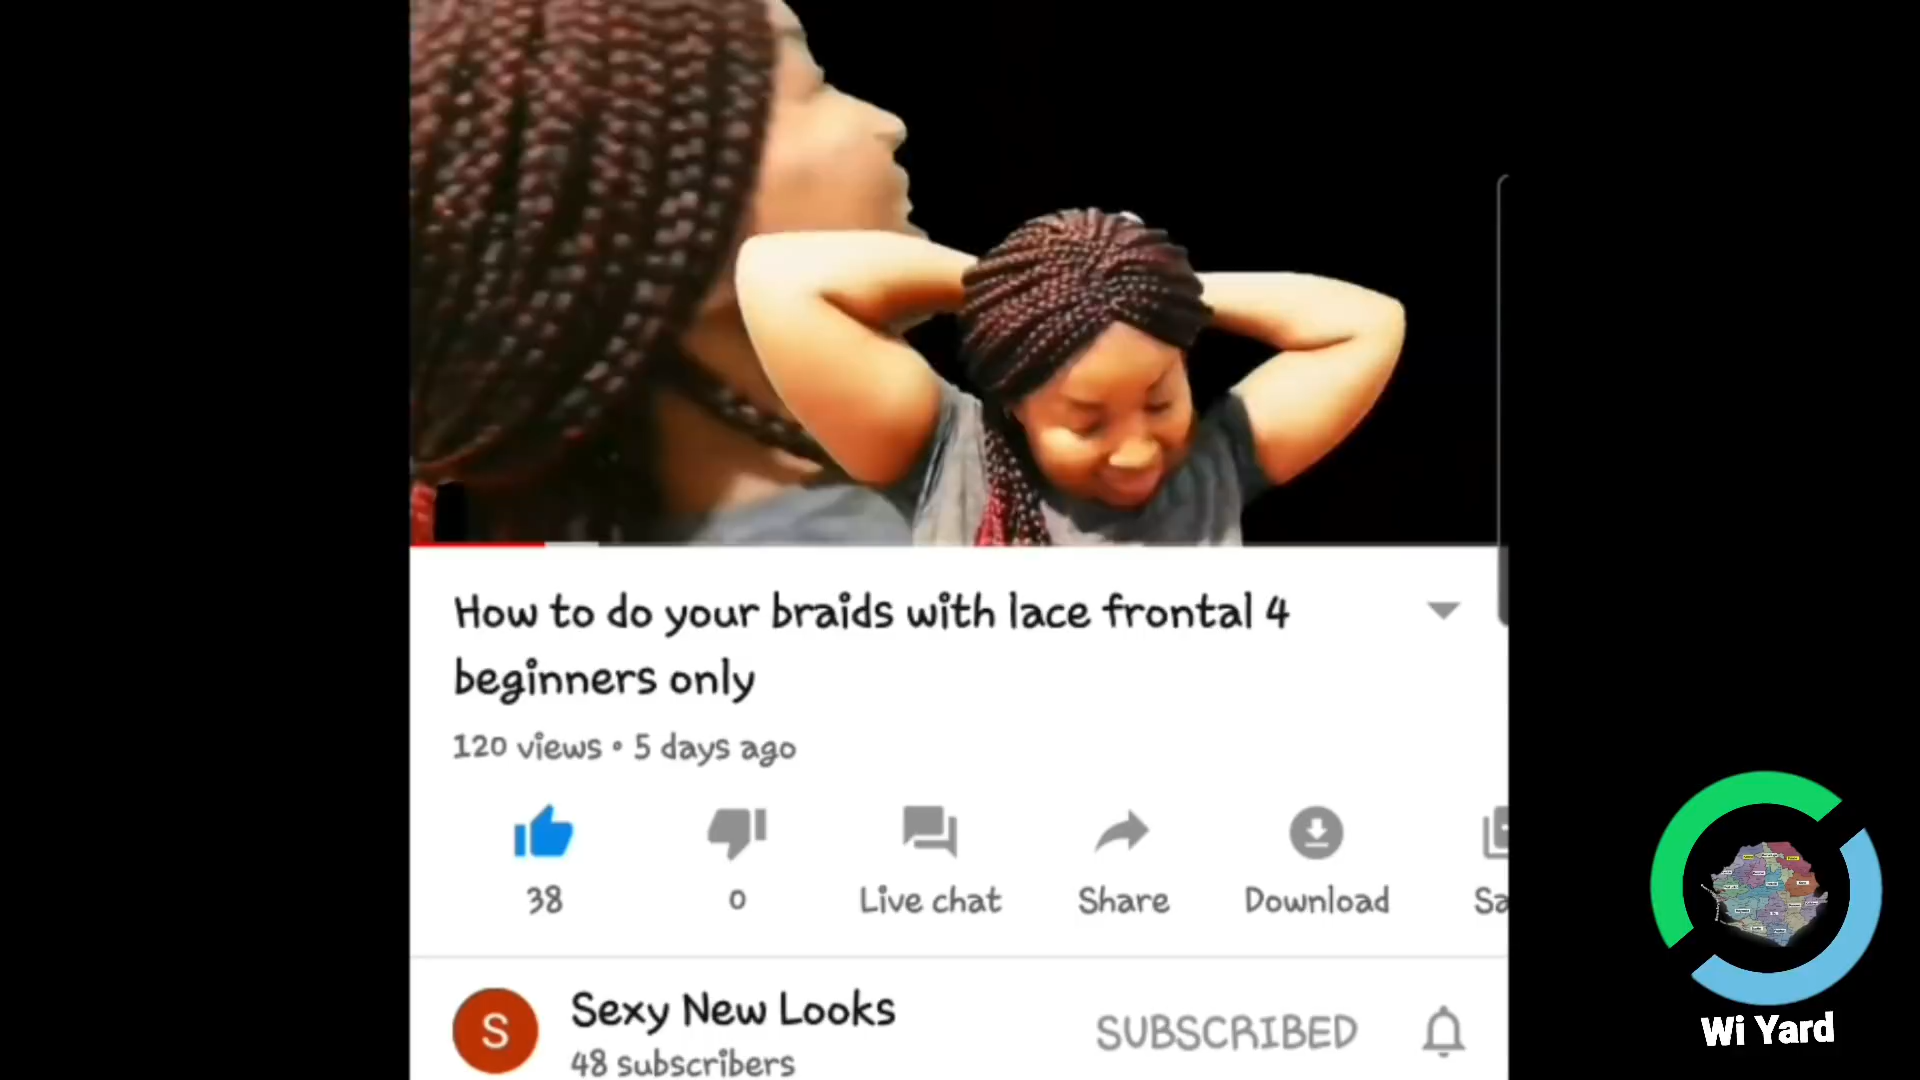 How to do your braids with lace frontal 4
beginners only
120 views • 5 days ago
38
0
Live chat
Share
Download
Sa
S
Sexy New Looks
SUBSCRIBED
48 subscribers
Wi Yard